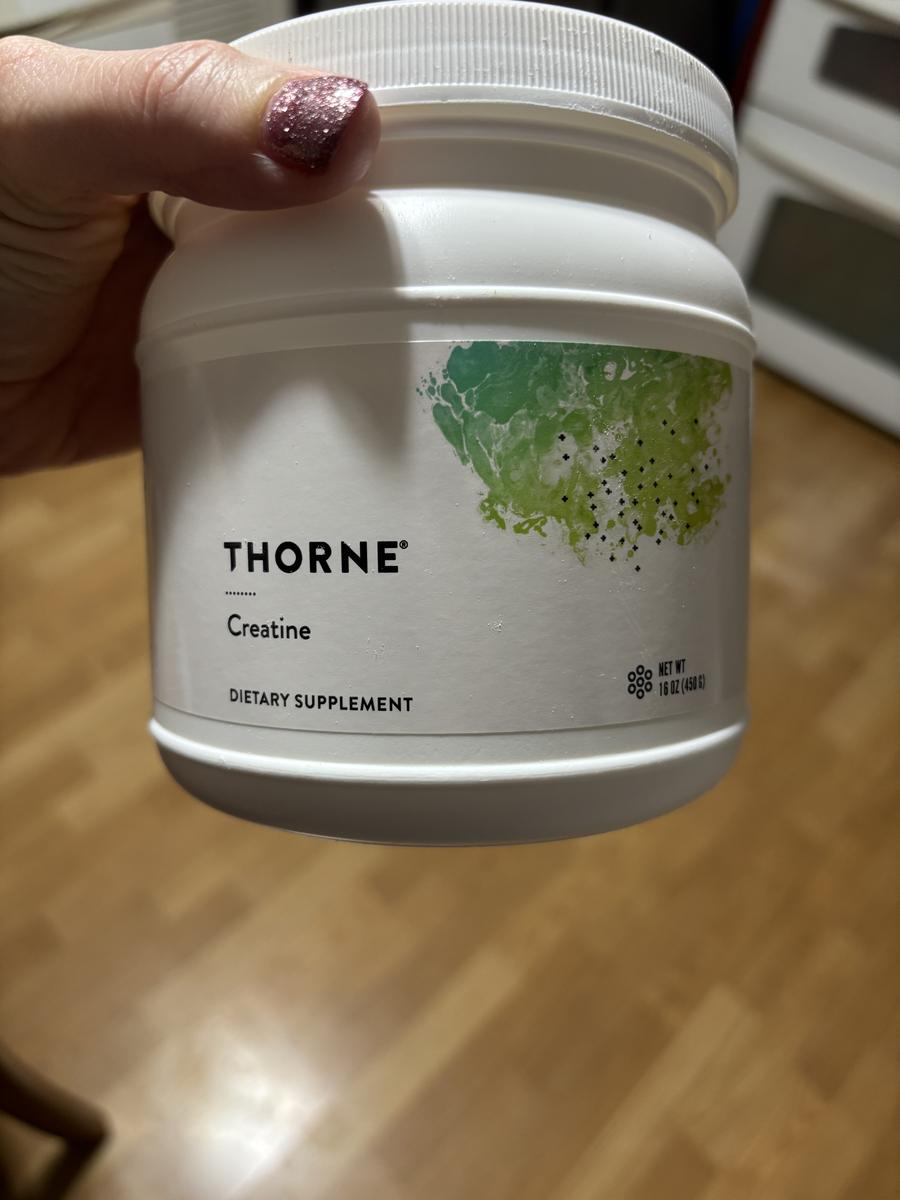 THORNE®
Creatine
DIETARY SUPPLEMENT
NET WT
16 OZ (450 G)